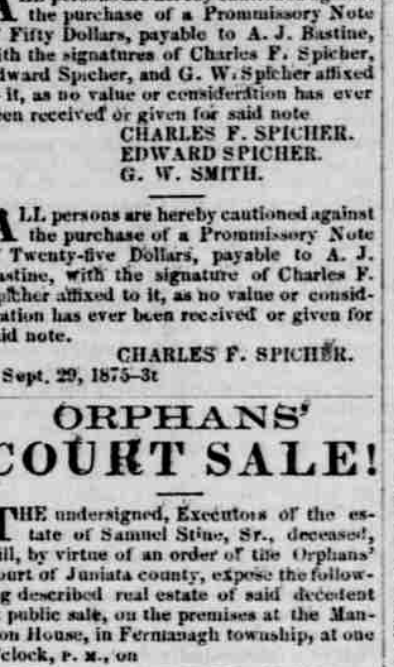 the purchase of a Prommissory Note
Fifty Dollars, payable to A. J. Bastine,
ith the signatures of Charles F. Spicher,
dward Spicher, and G. W. Spicher affixed
it, as no value or consideration has ever
een received or given for said note
CHARLES F. SPICHER.
EDWARD SPICHER.
G. W. SMITH.
ALL persons are hereby cautioned against
the purchase of a Prommissory Note
Twenty-five Dollars, payable to A. J.
astine, with the signature of Charles F.
picher affixed to it, as no value or consid-
ation has ever been received or given for
id note.
CHARLES F. SPICHER.
Sept. 29, 1875-3t
ORPHANS'
COURT SALE!
THE undersigned, Executors of the es-
tate of Samuel Stine, Sr., deceased,
ill, by virtue of an order of the Orphans'
ourt of Juniata county, expose the follow-
g described real estate of said decedent
public sale, on the premises at the Man-
on House, in Fermanagh township, at one
'clock, P. M., on